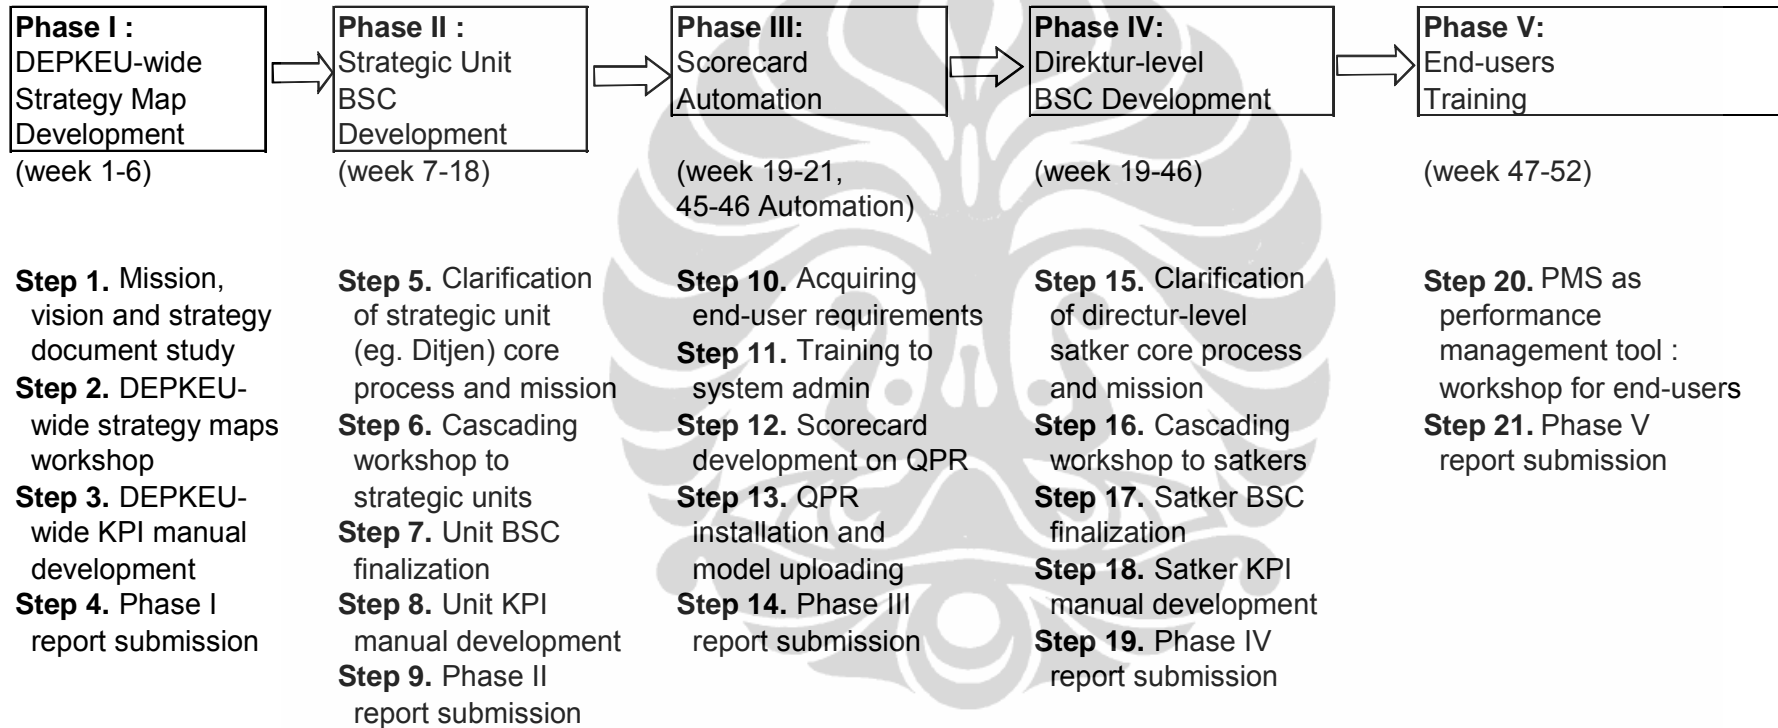 Phase I :
DEPKEU-wide
Strategy Map
Development
(week 1-6)
Step 1. Mission,
vision and strategy
document study
Step 2. DEPKEU-
wide strategy maps
workshop
Step 3. DEPKEU-
wide KPI manual
development
Step 4. Phase I
report submission
Phase II :
Strategic Unit
BSC
Development
(week 7-18)
Step 5. Clarification
of strategic unit
(eg. Ditjen) core
process and mission
Step 6. Cascading
workshop to
strategic units
Step 7. Unit BSC
finalization
Step 8. Unit KPI
manual development
Step 9. Phase II
report submission
Phase III:
Scorecard
Automation
(week 19-21,
45-46 Automation)
Step 10. Acquiring
end-user requirements
Step 11. Training to
system admin
Step 12. Scorecard
development on QPR
Step 13. QPR
installation and
model uploading
Step 14. Phase III
report submission
Phase IV:
Direktur-level
BSC Development
(week 19-46)
Step 15. Clarification
of directur-level
satker core process
and mission
Step 16. Cascading
workshop to satkers
Step 17. Satker BSC
finalization
Step 18. Satker KPI
manual development
Step 19. Phase IV
report submission
Phase V:
End-users
Training
(week 47-52)
Step 20. PMS as
performance
management tool :
workshop for end-users
Step 21. Phase V
report submission